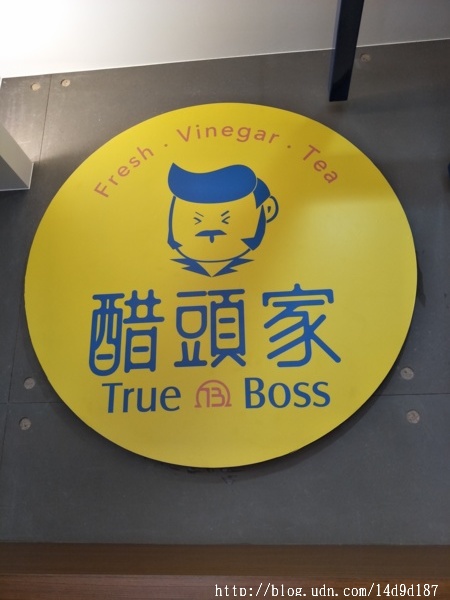 Fresh · Vinegar · Tea
醋頭家
True TB Boss
http://blog.udn.com/14d9d187